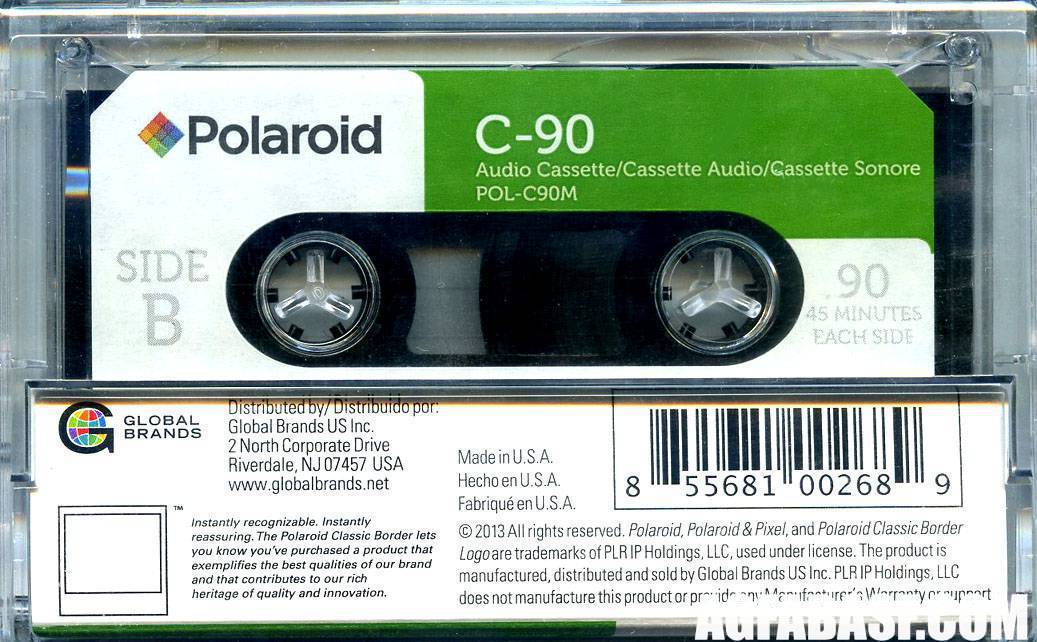 Polaroid
C-90
Audio Cassette/Cassette Audio/Cassette Sonore
POL-C90M
SIDE
B
90
45 MINUTES
EACH SIDE
GLOBAL
BRANDS
Distributed by/Distribuido por:
Global Brands US Inc.
2 North Corporate Drive
Riverdale, NJ 07457 USA
www.globalbrands.net
Made in U.S.A.
Hecho en U.S.A.
Fabriqué en U.S.A.
8 55681 00268 9
™
Instantly recognizable. Instantly
reassuring. The Polaroid Classic Border lets
you know you've purchased a product that
exemplifies the best qualities of our brand
and that contributes to our rich
heritage of quality and innovation.
© 2013 All rights reserved. Polaroid, Polaroid & Pixel, and Polaroid Classic Border
Logo are trademarks of PLR IP Holdings, LLC, used under license. The product is
manufactured, distributed and sold by Global Brands US Inc. PLR IP Holdings, LLC
does not manufacture this product or provide any Manufacturer's Warranty or support
AGFABASF.COM